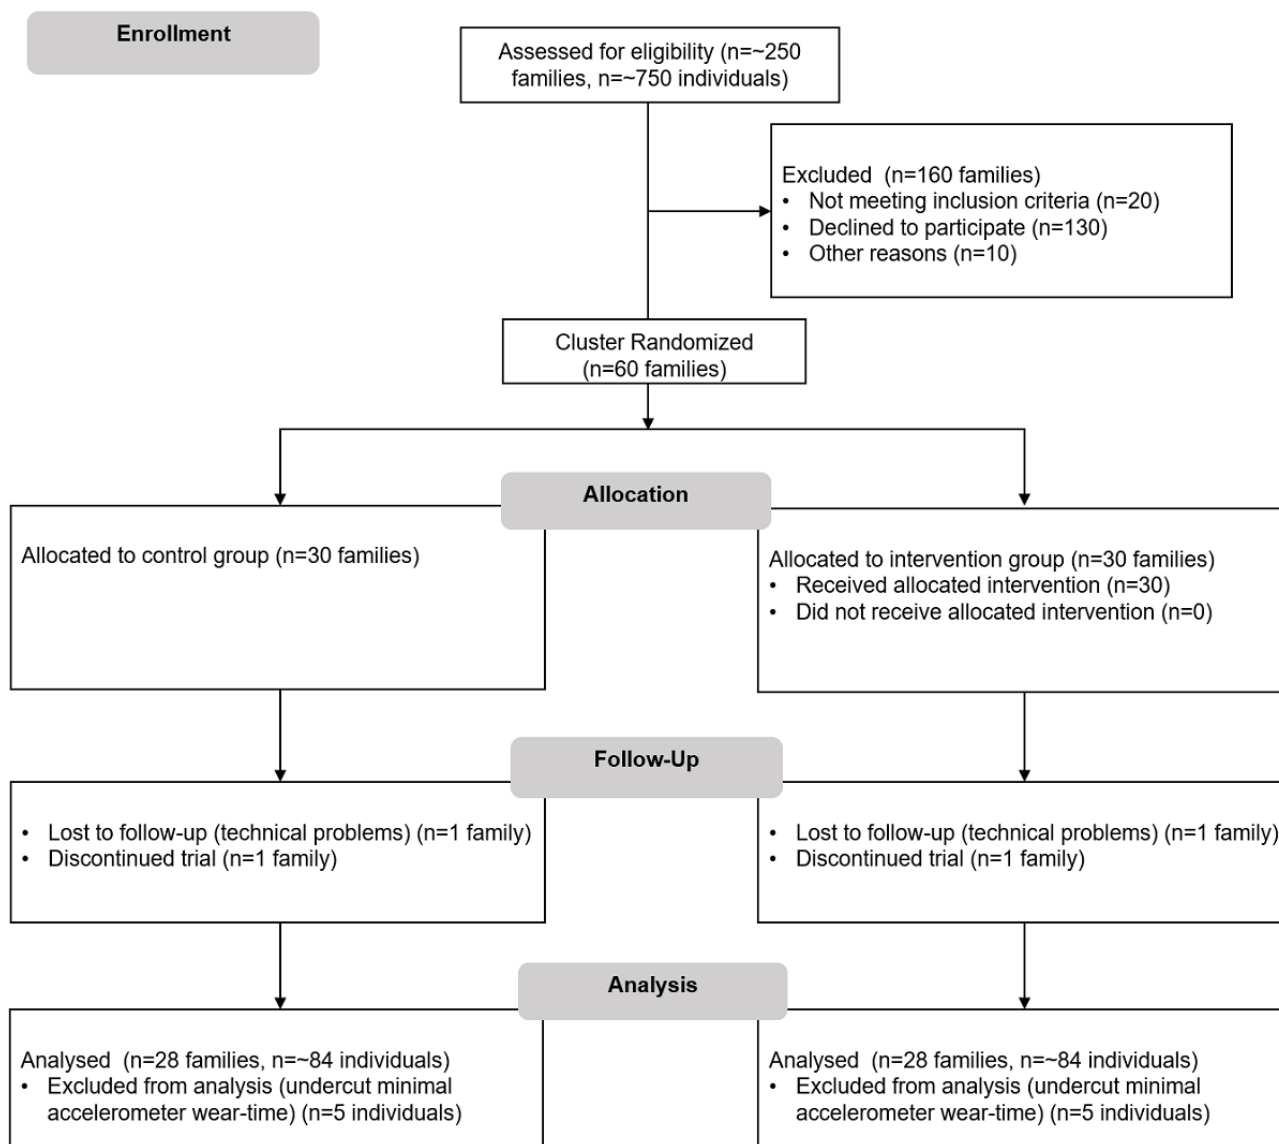 Enrollment
Assessed for eligibility (n=~250
families, n=~750 individuals)
Excluded  (n=160 families)
• Not meeting inclusion criteria (n=20)
• Declined to participate (n=130)
• Other reasons (n=10)
Cluster Randomized
(n=60 families)
Allocation
Allocated to control group (n=30 families)
Allocated to intervention group (n=30 families)
• Received allocated intervention (n=30)
• Did not receive allocated intervention (n=0)
Follow-Up
• Lost to follow-up (technical problems) (n=1 family)
• Discontinued trial (n=1 family)
• Lost to follow-up (technical problems) (n=1 family)
• Discontinued trial (n=1 family)
Analysis
Analysed  (n=28 families, n=~84 individuals)
• Excluded from analysis (undercut minimal
accelerometer wear-time) (n=5 individuals)
Analysed  (n=28 families, n=~84 individuals)
• Excluded from analysis (undercut minimal
accelerometer wear-time) (n=5 individuals)